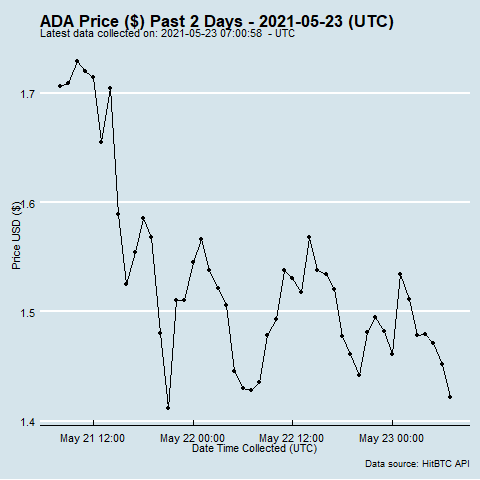 ADA Price ($) Past 2 Days - 2021-05-23 (UTC)
Latest data collected on: 2021-05-23 07:00:58 - UTC
1.7
1.6
1.5
1.4
Price USD ($)
May 21 12:00
May 22 00:00
May 22 12:00
May 23 00:00
Date Time Collected (UTC)
Data source: HitBTC API